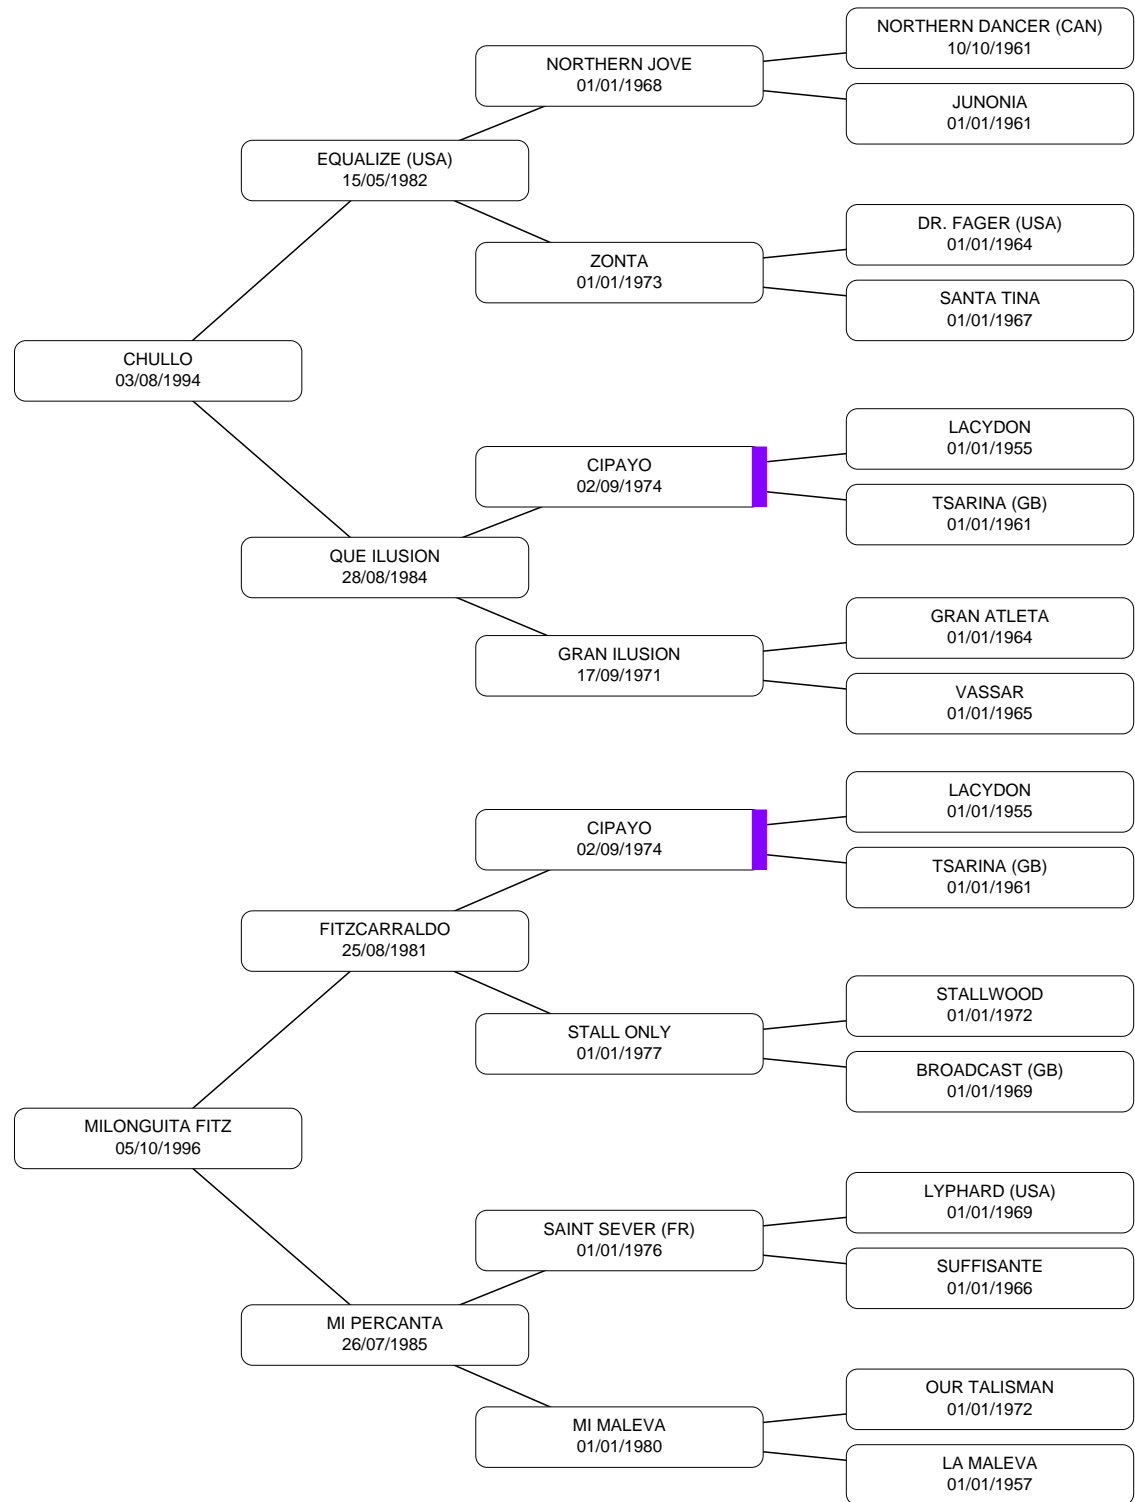 NORTHERN DANCER (CAN)
10/10/1961
NORTHERN JOVE
01/01/1968
JUNONIA
01/01/1961
EQUALIZE (USA)
15/05/1982
DR. FAGER (USA)
01/01/1964
ZONTA
01/01/1973
SANTA TINA
01/01/1967
CHULLO
03/08/1994
LACYDON
01/01/1955
CIPAYO
02/09/1974
TSARINA (GB)
01/01/1961
QUE ILUSION
28/08/1984
GRAN ATLETA
01/01/1964
GRAN ILUSION
17/09/1971
VASSAR
01/01/1965
LACYDON
01/01/1955
CIPAYO
02/09/1974
TSARINA (GB)
01/01/1961
FITZCARRALDO
25/08/1981
STALLWOOD
01/01/1972
STALL ONLY
01/01/1977
BROADCAST (GB)
01/01/1969
MILONGUITA FITZ
05/10/1996
LYPHARD (USA)
01/01/1969
SAINT SEVER (FR)
01/01/1976
SUFFISANTE
01/01/1966
MI PERCANTA
26/07/1985
OUR TALISMAN
01/01/1972
MI MALEVA
01/01/1980
LA MALEVA
01/01/1957